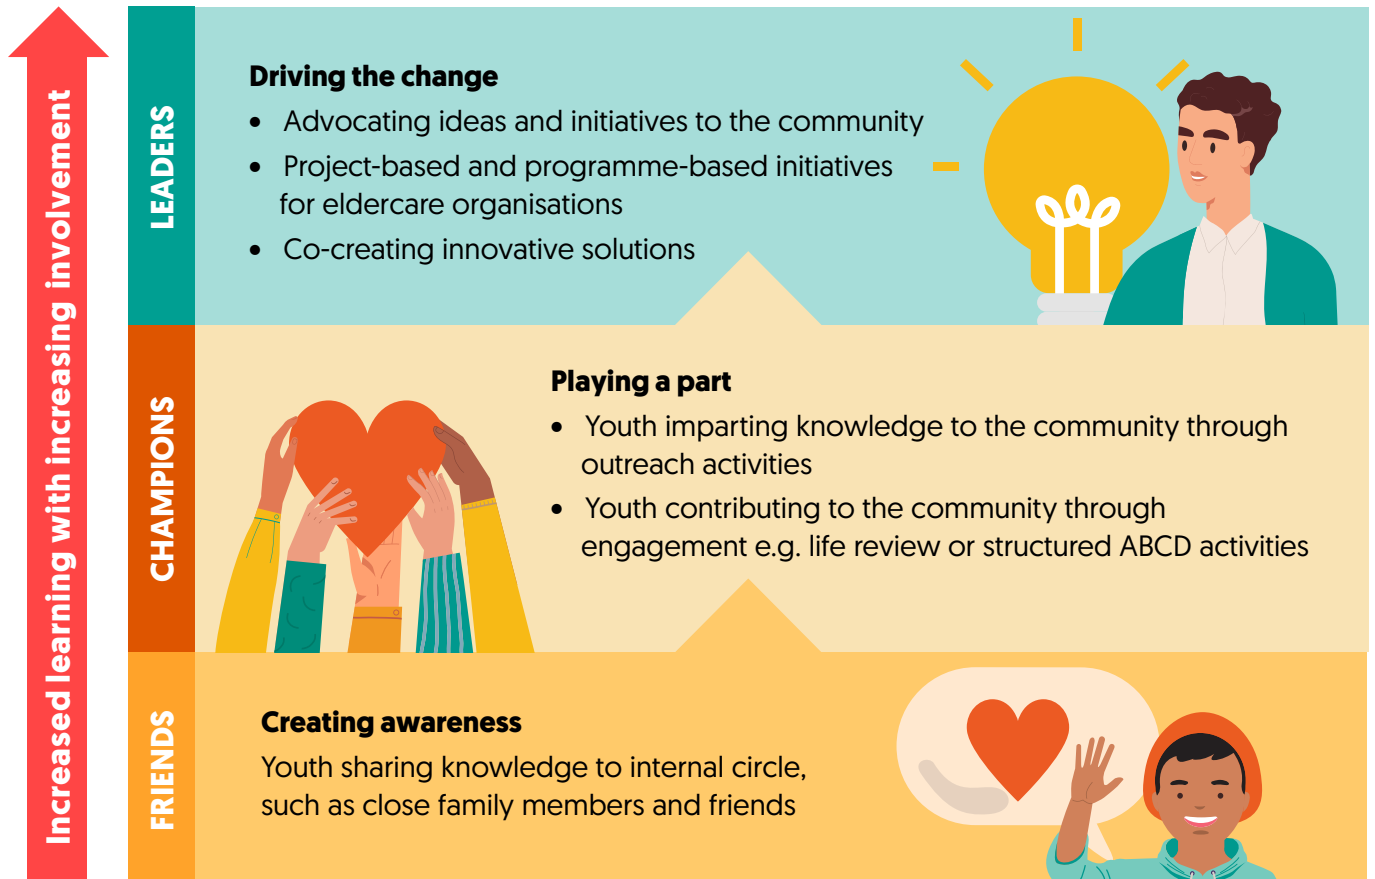 Increased learning with increasing involvement
LEADERS
Driving the change
• Advocating ideas and initiatives to the community
• Project-based and programme-based initiatives
for eldercare organisations
• Co-creating innovative solutions
CHAMPIONS
Playing a part
• Youth imparting knowledge to the community through
outreach activities
• Youth contributing to the community through
engagement e.g. life review or structured ABCD activities
FRIENDS
Creating awareness
Youth sharing knowledge to internal circle,
such as close family members and friends